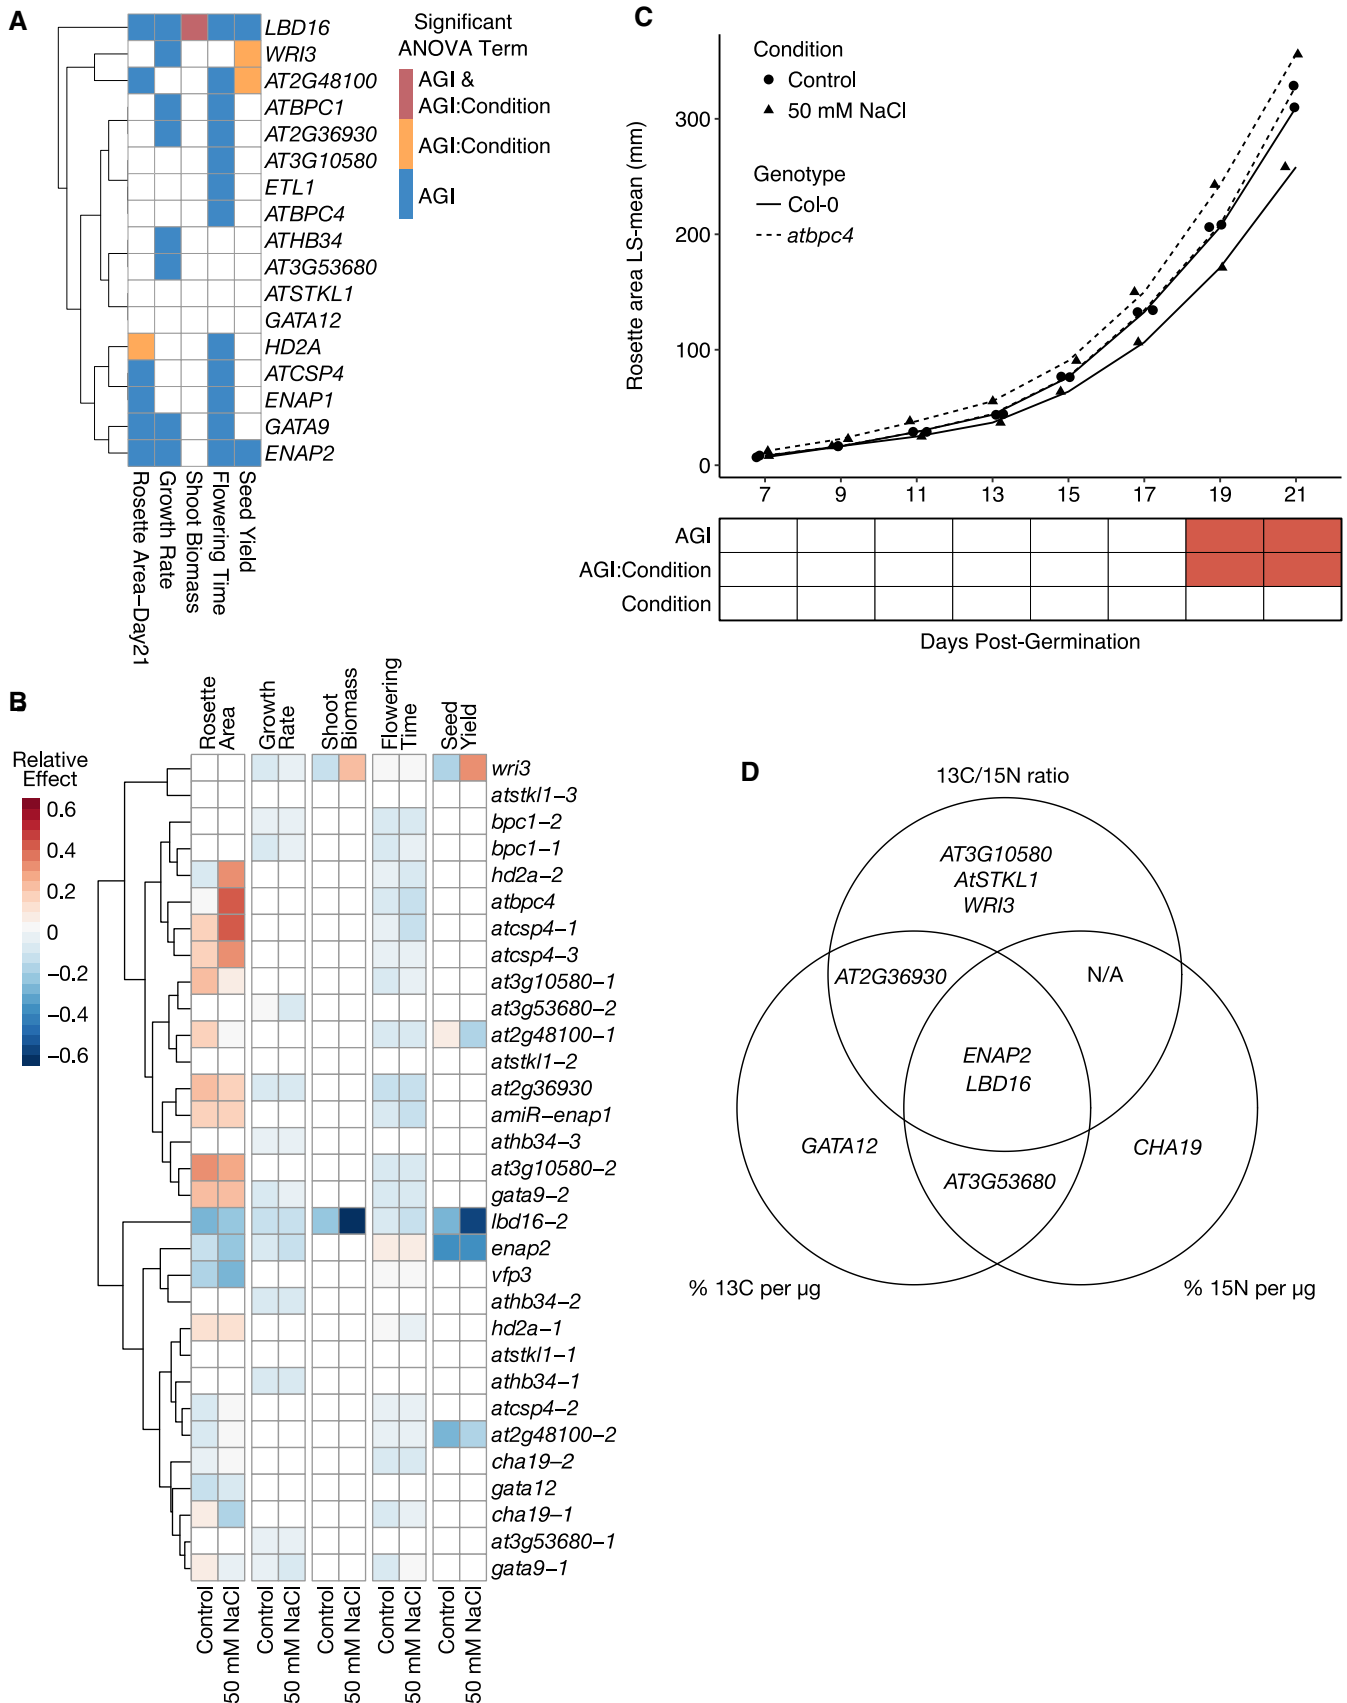 A
LBD16
WRI3
AT2G48100
ATBPC1
AT2G36930
AT3G10580
ETL1
ATBPC4
ATHB34
AT3G53680
ATSTKL1
GATA12
HD2A
ATCSP4
ENAP1
GATA9
ENAP2
Rosette Area–Day21
Growth Rate
Shoot Biomass
Flowering Time
Seed Yield
Significant
ANOVA Term
AGI &
AGI:Condition
AGI:Condition
AGI
C
Condition
Control
50 mM NaCl
Genotype
Col-0
atbpc4
Rosette area LS-mean (mm)
300
200
100
0
7 9 11 13 15 17 19 21
AGI
AGI:Condition
Condition
Days Post-Germination
B
Relative
Effect
0.6
0.4
0.2
0
−0.2
−0.4
−0.6
Rosette
Area
Growth
Rate
Shoot
Biomass
Flowering
Time
Seed
Yield
wri3
atstkl1−3
bpc1−2
bpc1−1
hd2a−2
atbpc4
atcsp4−1
atcsp4−3
at3g10580−1
at3g53680−2
at2g48100−1
atstkl1−2
at2g36930
amiR−enap1
athb34−3
at3g10580−2
gata9−2
lbd16−2
enap2
vfp3
athb34−2
hd2a−1
atstkl1−1
athb34−1
atcsp4−2
at2g48100−2
cha19−2
gata12
cha19−1
at3g53680−1
gata9−1
Control
50 mM NaCl
Control
50 mM NaCl
Control
50 mM NaCl
Control
50 mM NaCl
Control
50 mM NaCl
D
13C/15N ratio
AT3G10580
AtSTKL1
WRI3
AT2G36930
N/A
ENAP2
LBD16
GATA12
CHA19
AT3G53680
% 13C per µg
% 15N per µg